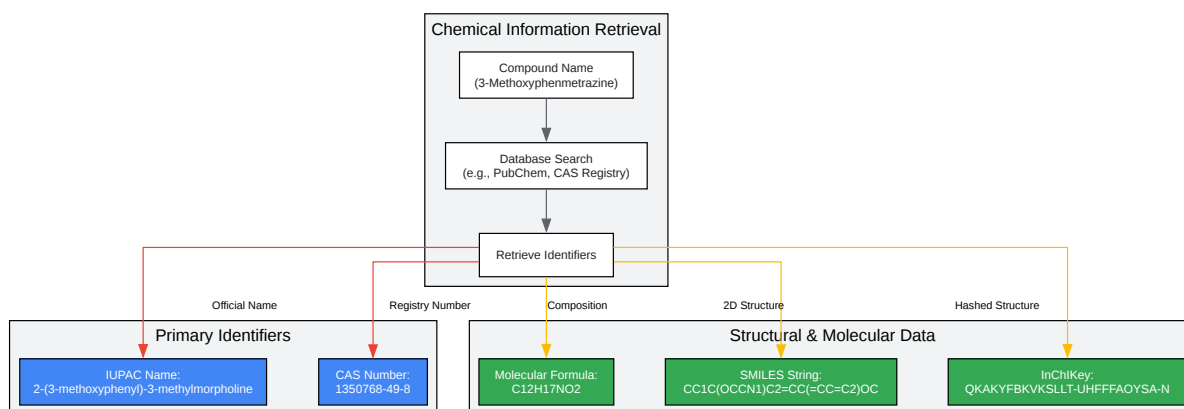 Chemical Information Retrieval
Compound Name
(3-Methoxyphenmetrazine)
Database Search
(e.g., PubChem, CAS Registry)
Retrieve Identifiers
Official Name
Registry Number
Composition
2D Structure
Hashed Structure
Primary Identifiers
Structural & Molecular Data
IUPAC Name:
2-(3-methoxyphenyl)-3-methylmorpholine
CAS Number:
1350768-49-8
Molecular Formula:
C12H17NO2
SMILES String:
CC1C(OCCN1)C2=CC(=CC=C2)OC
InChIKey:
QKAKYFBKVKSLLT-UHFFFAOYSA-N